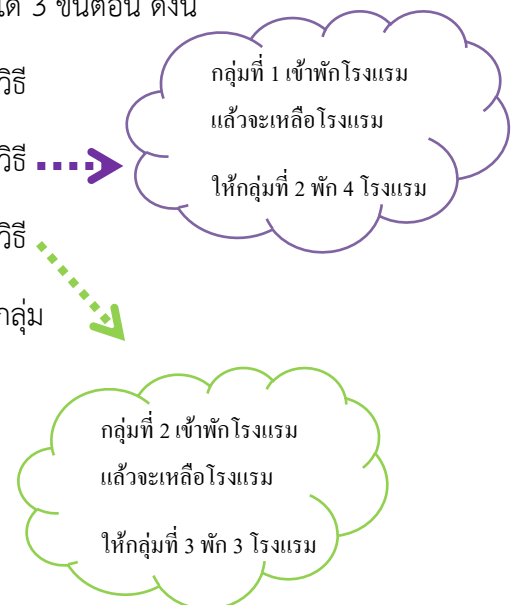 ได้ 3 ขั้นตอน ดังนี้
วิธี
วิธี
วิธี
กลุ่ม
กลุ่มที่ 1 เข้าพักโรงแรม
แล้วจะเหลือโรงแรม
ให้กลุ่มที่ 2 พัก 4 โรงแรม
กลุ่มที่ 2 เข้าพักโรงแรม
แล้วจะเหลือโรงแรม
ให้กลุ่มที่ 3 พัก 3 โรงแรม